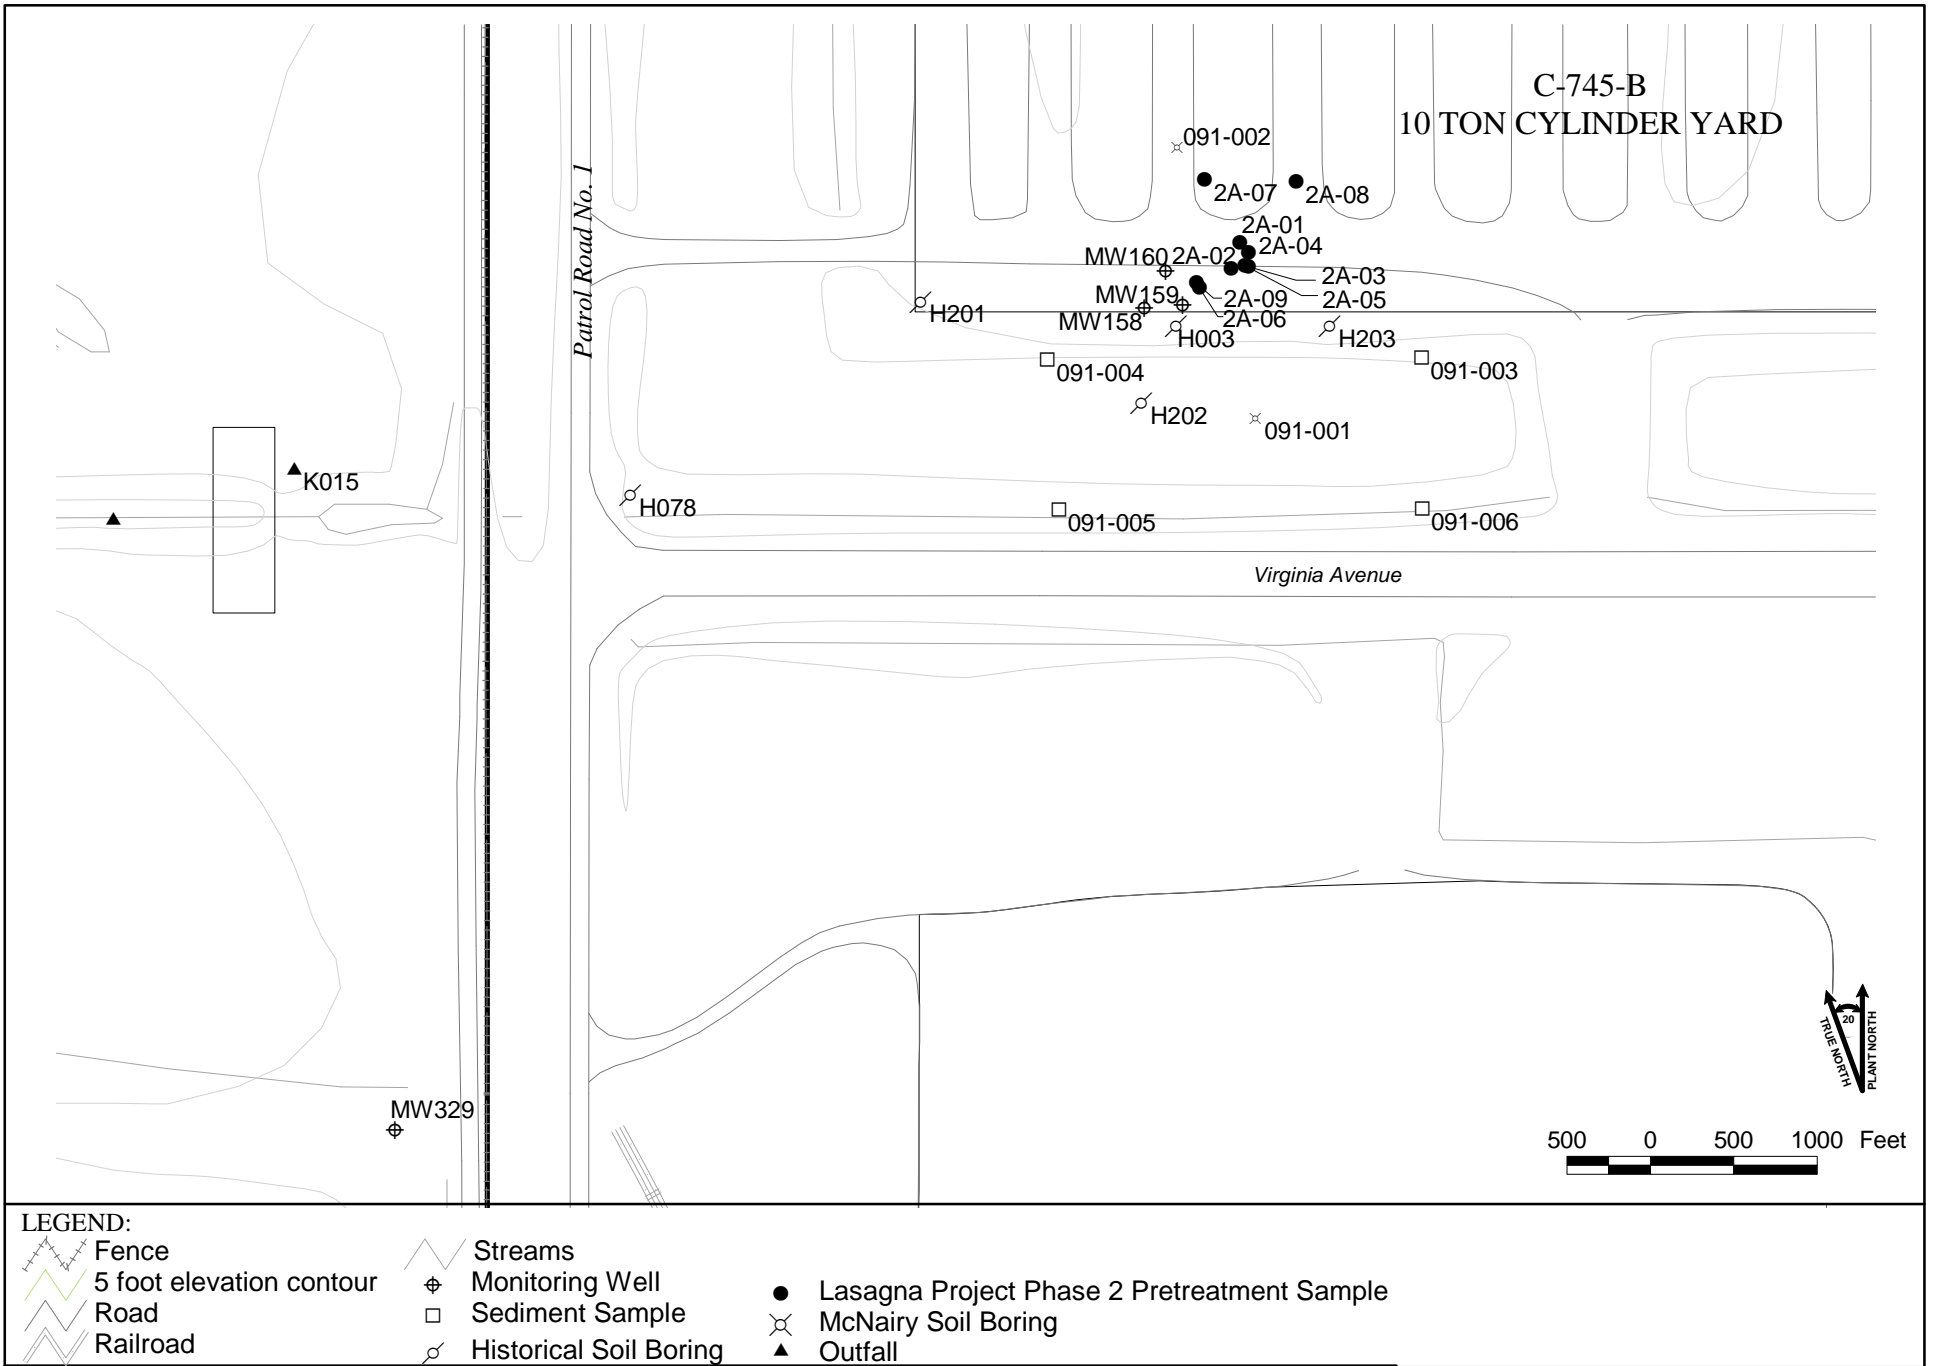 C-745-B
10 TON CYLINDER YARD
091-002
2A-07
2A-08
2A-01
2A-04
MW160
2A-02
2A-03
MW159
2A-09
2A-05
H201
MW158
2A-06
H003
H203
091-004
091-003
H202
091-001
Patrol Road No. 1
K015
H078
091-005
091-006
Virginia Avenue
20
TRUE NORTH
PLANT NORTH
MW329
500 0 500 1000 Feet
LEGEND:
Fence
5 foot elevation contour
Road
Railroad
Streams
Monitoring Well
Sediment Sample
Historical Soil Boring
Lasagna Project Phase 2 Pretreatment Sample
McNairy Soil Boring
Outfall